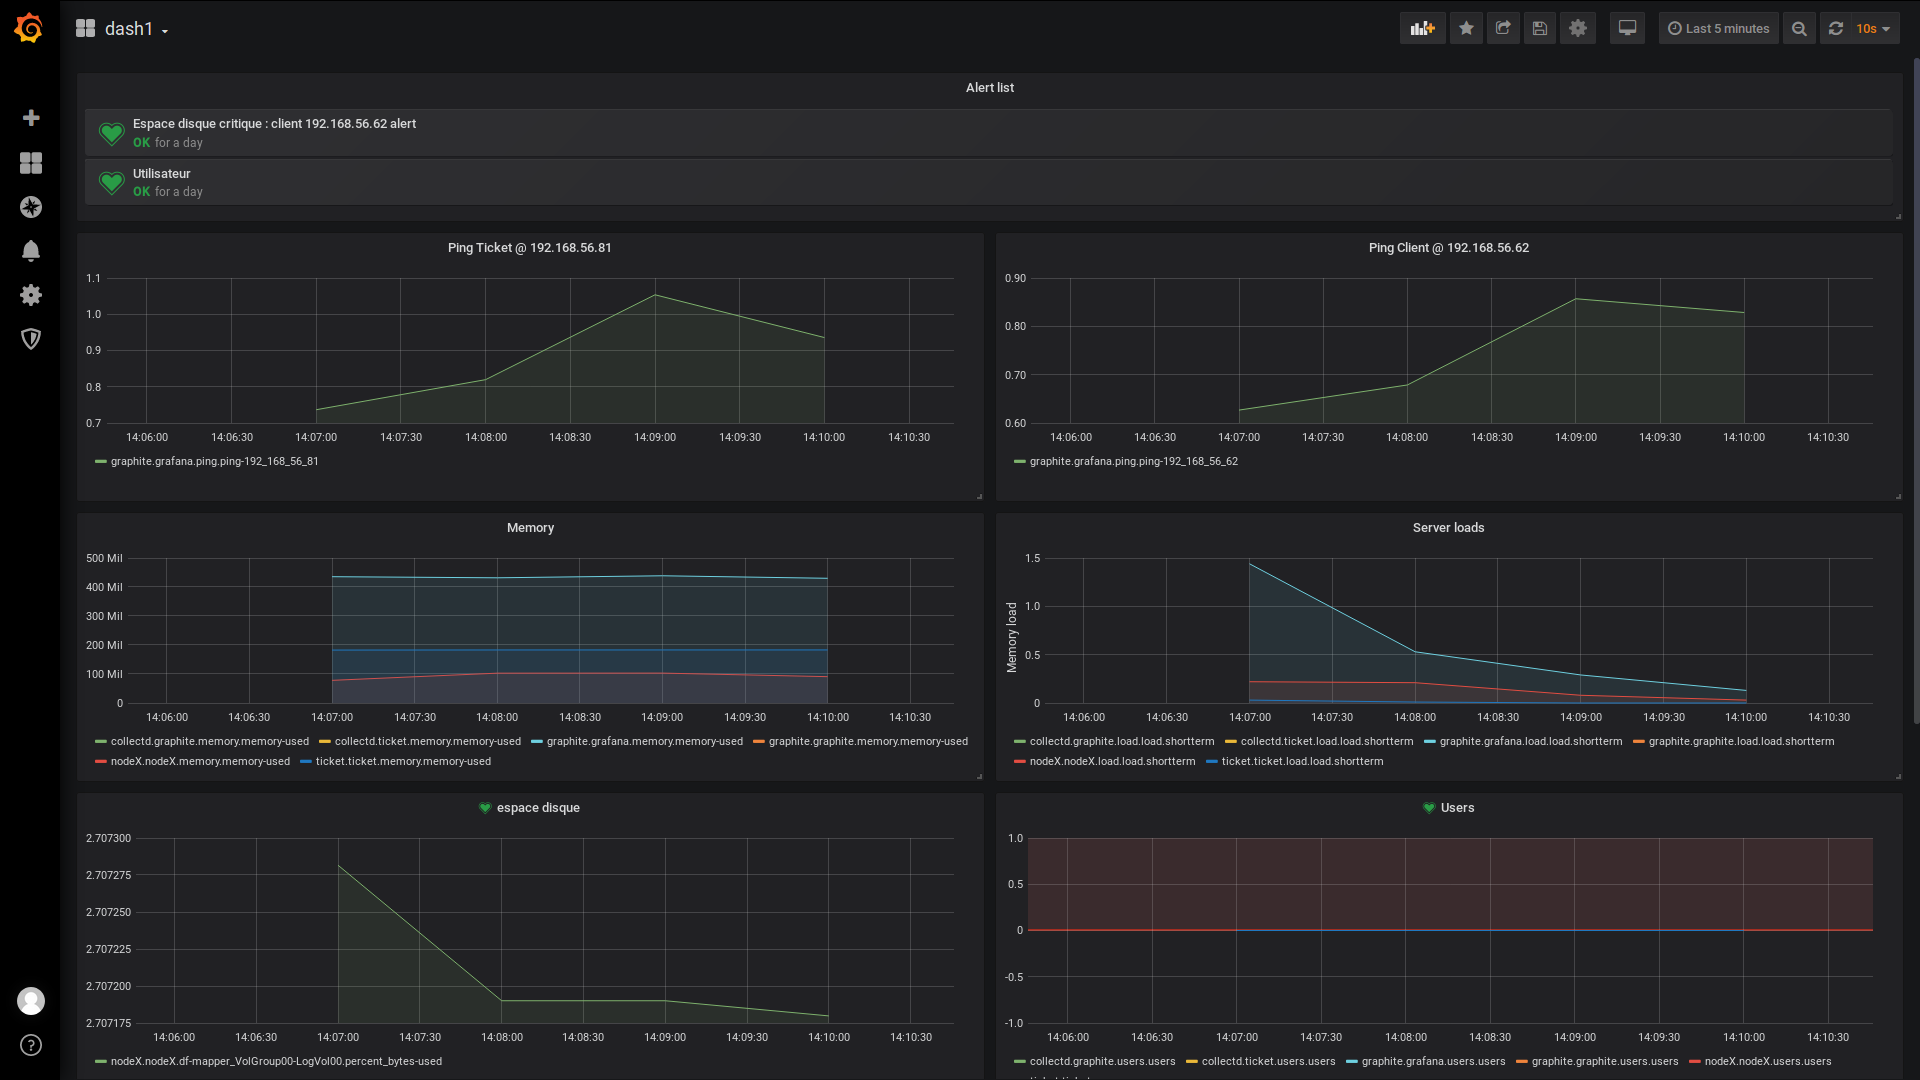 dash1
Last 5 minutes
10s
Alert list
Espace disque critique : client 192.168.56.62 alert
OK for a day
Utilisateur
OK for a day
Ping Ticket @ 192.168.56.81
1.1
1.0
0.9
0.8
0.7
14:06:00 14:06:30 14:07:00 14:07:30 14:08:00 14:08:30 14:09:00 14:09:30 14:10:00 14:10:30
graphite.grafana.ping.ping-192_168_56_81
Ping Client @ 192.168.56.62
0.90
0.80
0.70
0.60
14:06:00 14:06:30 14:07:00 14:07:30 14:08:00 14:08:30 14:09:00 14:09:30 14:10:00 14:10:30
graphite.grafana.ping.ping-192_168_56_62
Memory
500 Mil
400 Mil
300 Mil
200 Mil
100 Mil
0
14:06:00 14:06:30 14:07:00 14:07:30 14:08:00 14:08:30 14:09:00 14:09:30 14:10:00 14:10:30
collectd.graphite.memory.memory-used collectd.ticket.memory.memory-used graphite.grafana.memory.memory-used graphite.graphite.memory.memory-used
nodeX.nodeX.memory.memory-used ticket.ticket.memory.memory-used
Server loads
Memory load
1.5
1.0
0.5
0
14:06:00 14:06:30 14:07:00 14:07:30 14:08:00 14:08:30 14:09:00 14:09:30 14:10:00 14:10:30
collectd.graphite.load.load.shortterm collectd.ticket.load.load.shortterm graphite.grafana.load.load.shortterm graphite.graphite.load.load.shortterm
nodeX.nodeX.load.load.shortterm ticket.ticket.load.load.shortterm
espace disque
2.707300
2.707275
2.707250
2.707225
2.707200
2.707175
14:06:00 14:06:30 14:07:00 14:07:30 14:08:00 14:08:30 14:09:00 14:09:30 14:10:00 14:10:30
nodeX.nodeX.df-mapper_VolGroup00-LogVol00.percent_bytes-used
Users
1.0
0.5
0
-0.5
-1.0
14:06:00 14:06:30 14:07:00 14:07:30 14:08:00 14:08:30 14:09:00 14:09:30 14:10:00 14:10:30
collectd.graphite.users.users collectd.ticket.users.users graphite.grafana.users.users graphite.graphite.users.users nodeX.nodeX.users.users